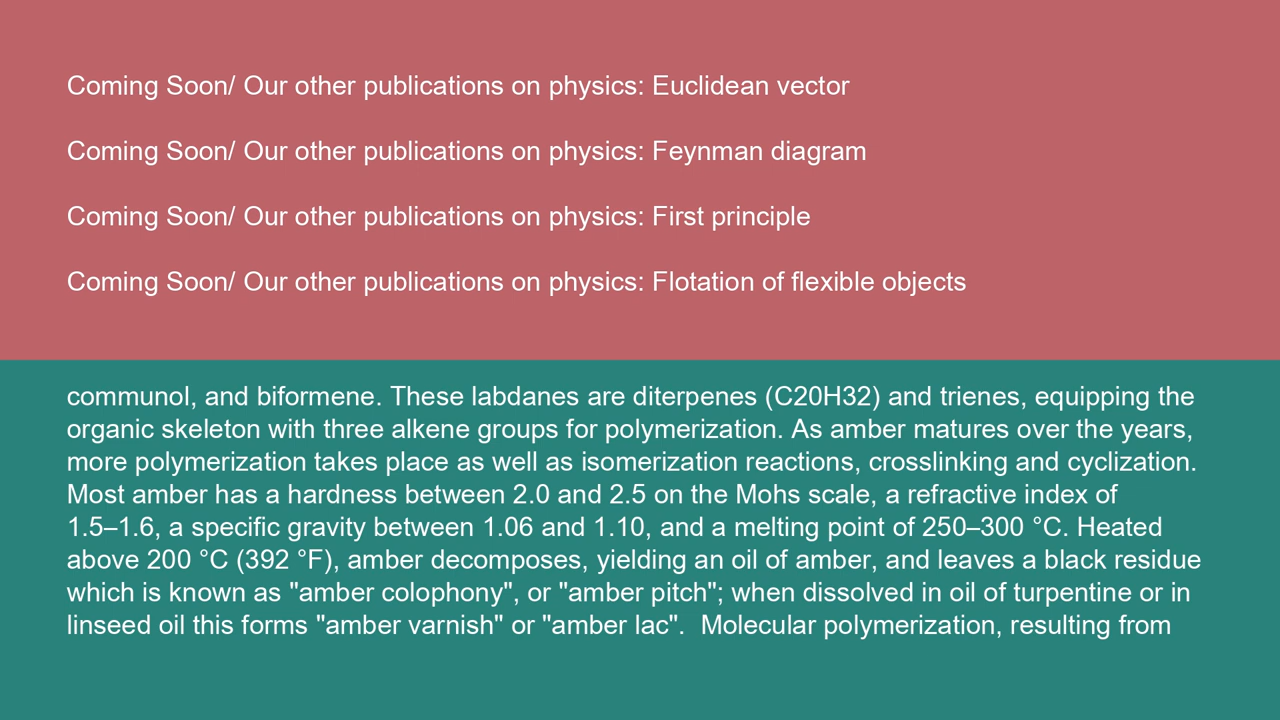 Coming Soon/ Our other publications on physics: Euclidean vector
Coming Soon/ Our other publications on physics: Feynman diagram
Coming Soon/ Our other publications on physics: First principle
Coming Soon/ Our other publications on physics: Flotation of flexible objects
communol, and biformene. These labdanes are diterpenes (C20H32) and trienes, equipping the
organic skeleton with three alkene groups for polymerization. As amber matures over the years,
more polymerization takes place as well as isomerization reactions, crosslinking and cyclization.
Most amber has a hardness between 2.0 and 2.5 on the Mohs scale, a refractive index of
1.5–1.6, a specific gravity between 1.06 and 1.10, and a melting point of 250–300 °C. Heated
above 200 °C (392 °F), amber decomposes, yielding an oil of amber, and leaves a black residue
which is known as "amber colophony", or "amber pitch"; when dissolved in oil of turpentine or in
linseed oil this forms "amber varnish" or "amber lac".  Molecular polymerization, resulting from